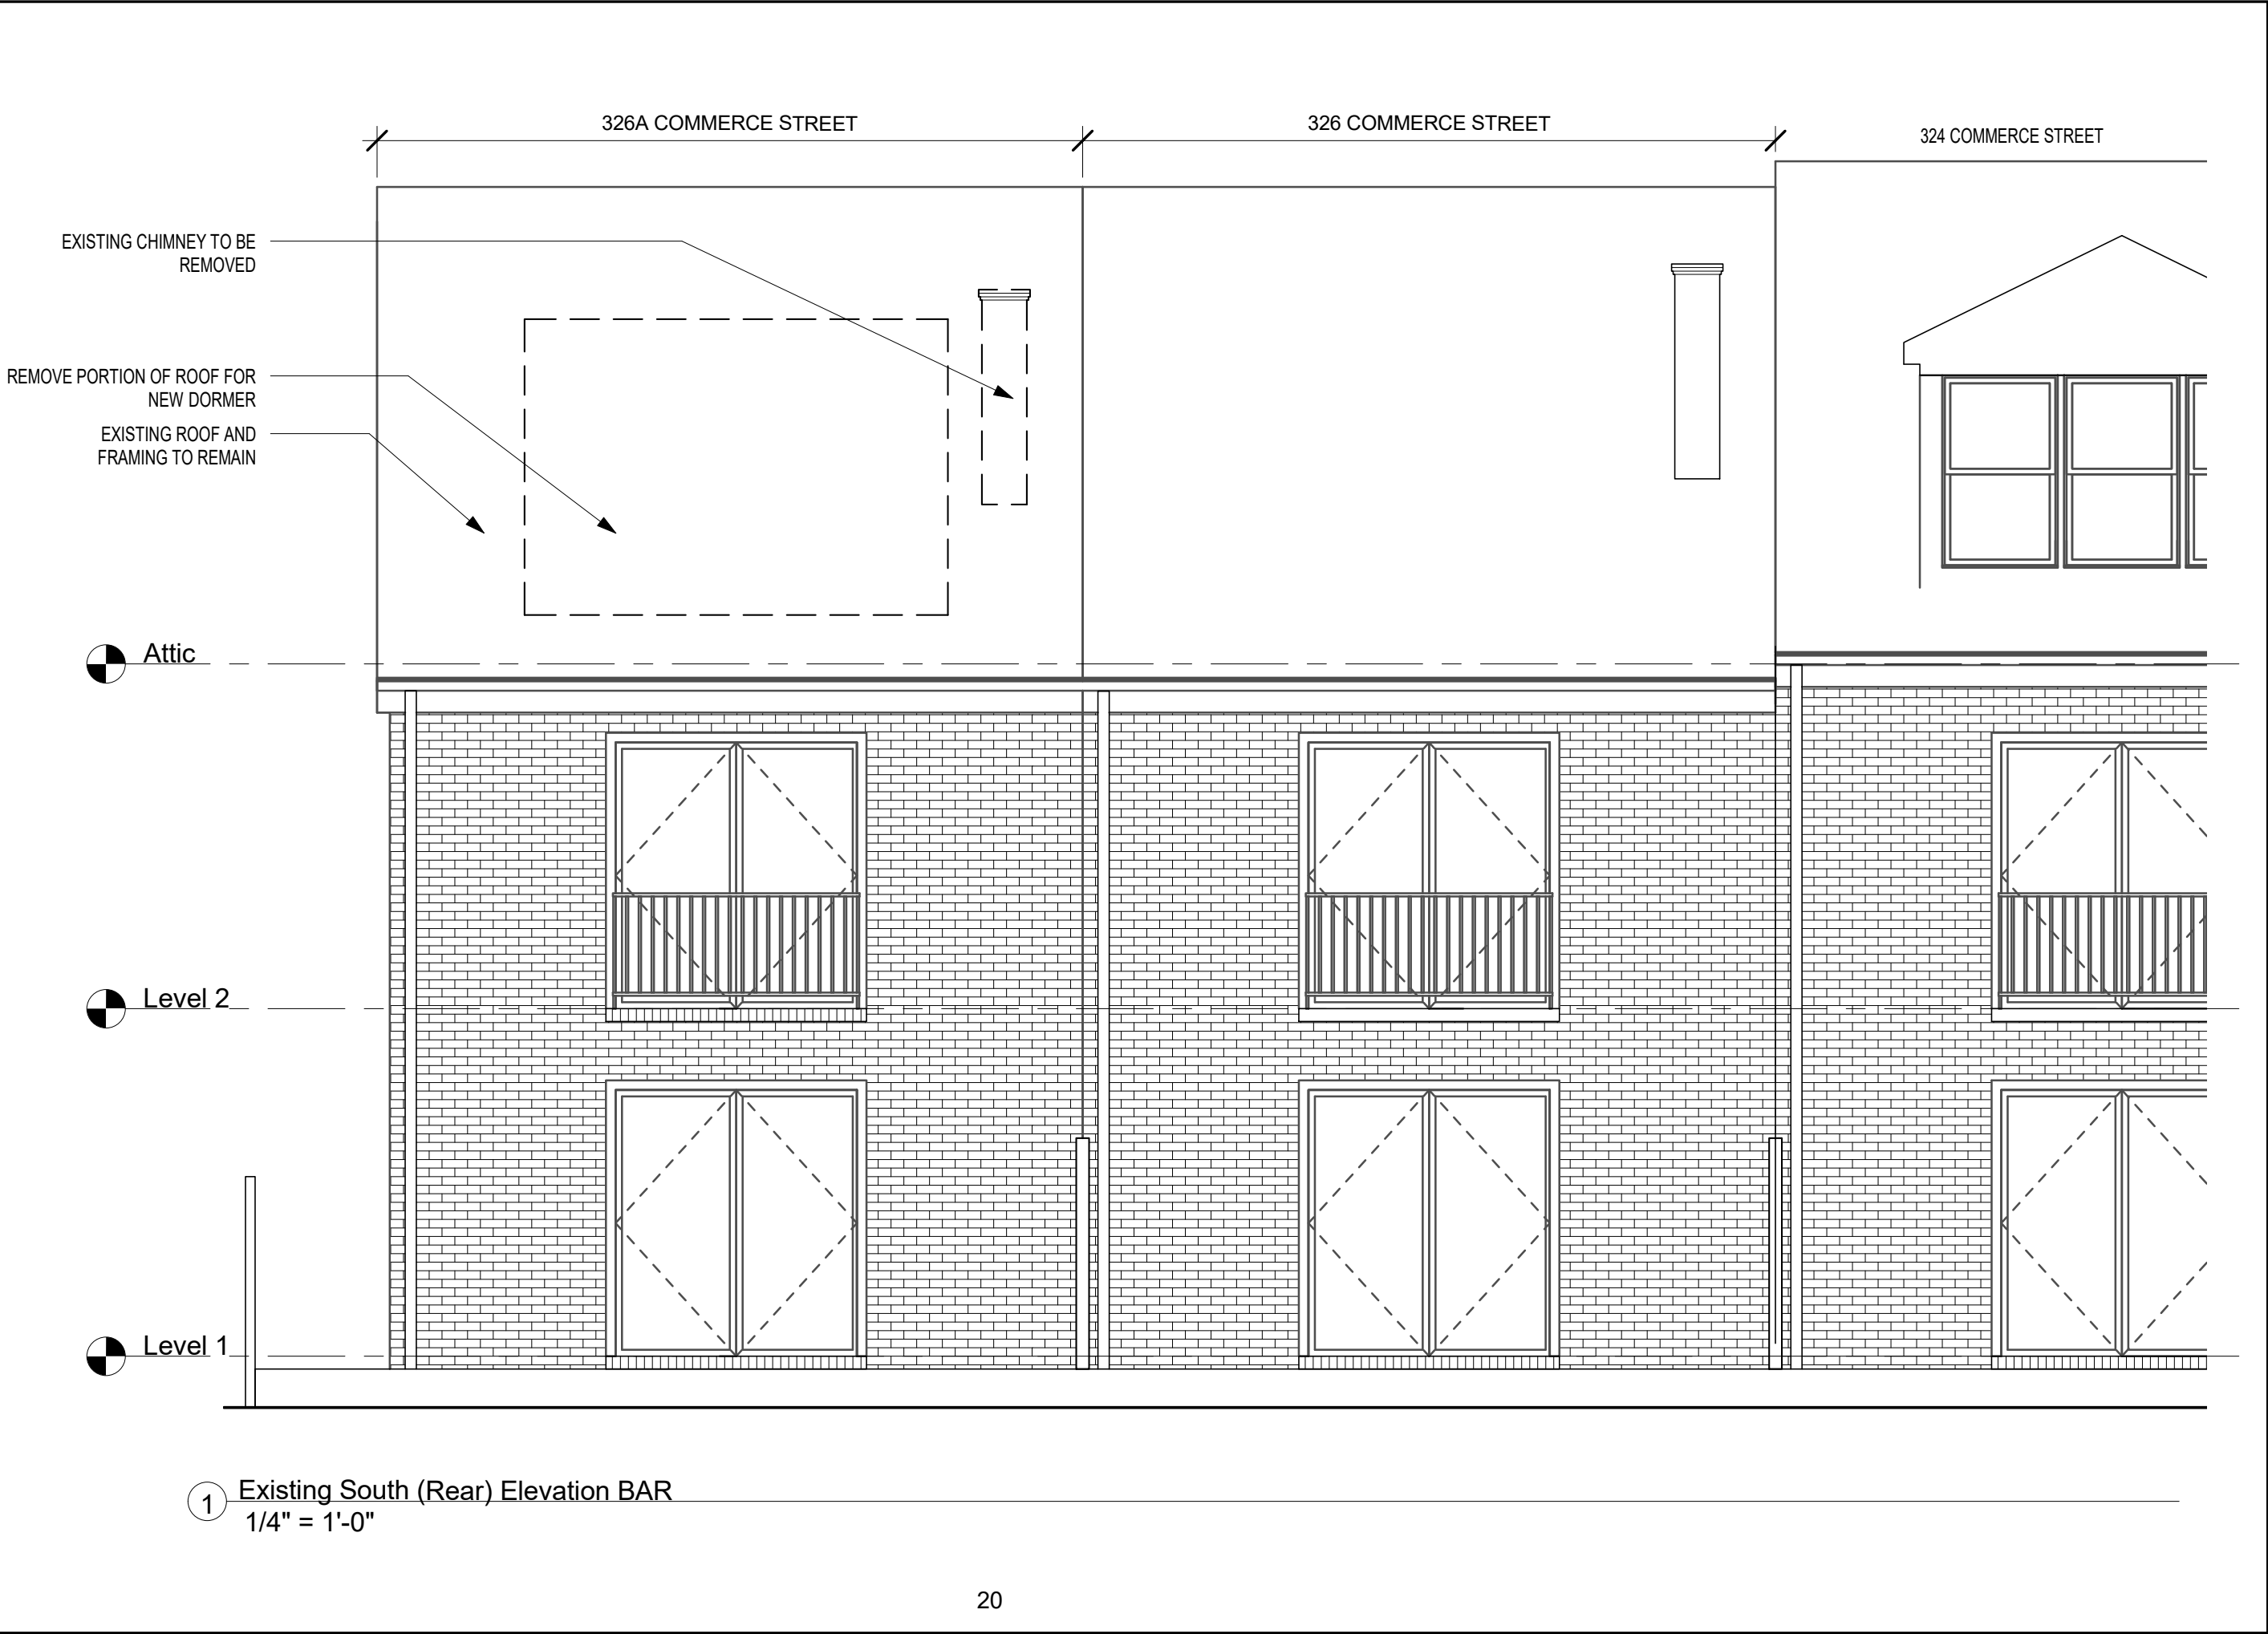 326A COMMERCE STREET
326 COMMERCE STREET
324 COMMERCE STREET
EXISTING CHIMNEY TO BE
REMOVED
REMOVE PORTION OF ROOF FOR
NEW DORMER
EXISTING ROOF AND
FRAMING TO REMAIN
Attic
Level 2
Level 1
1
Existing South (Rear) Elevation BAR
1/4" = 1'-0"
20